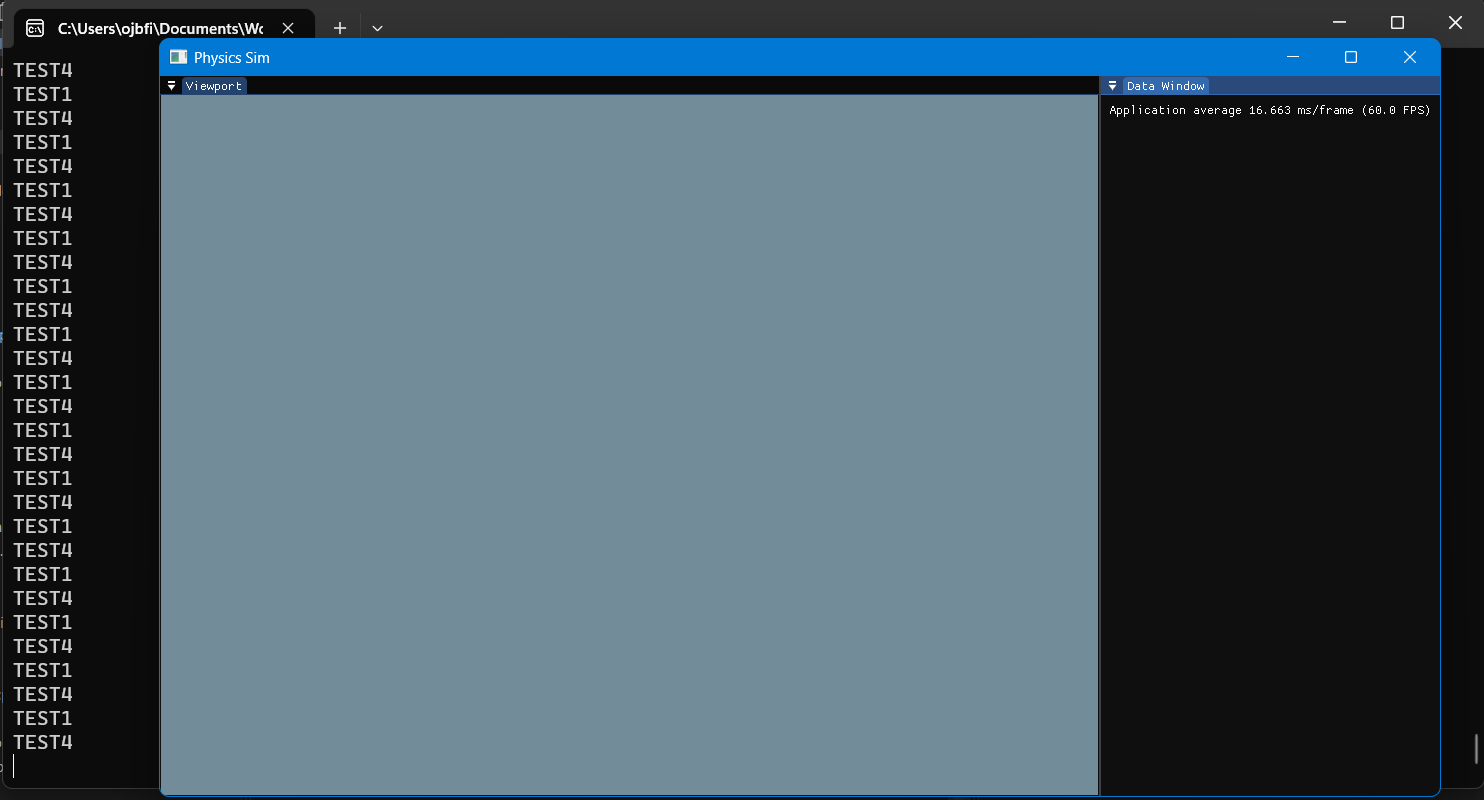 C:\Users\ojbfi\Documents\Wo
TEST4
TEST1
TEST4
TEST1
TEST4
TEST1
TEST4
TEST1
TEST4
TEST1
TEST4
TEST1
TEST4
TEST1
TEST4
TEST1
TEST4
TEST1
TEST4
TEST1
TEST4
TEST1
TEST4
TEST1
TEST4
TEST1
TEST4
TEST1
TEST4
Physics Sim
Viewport
Data Window
Application average 16.663 ms/frame (60.0 FPS)